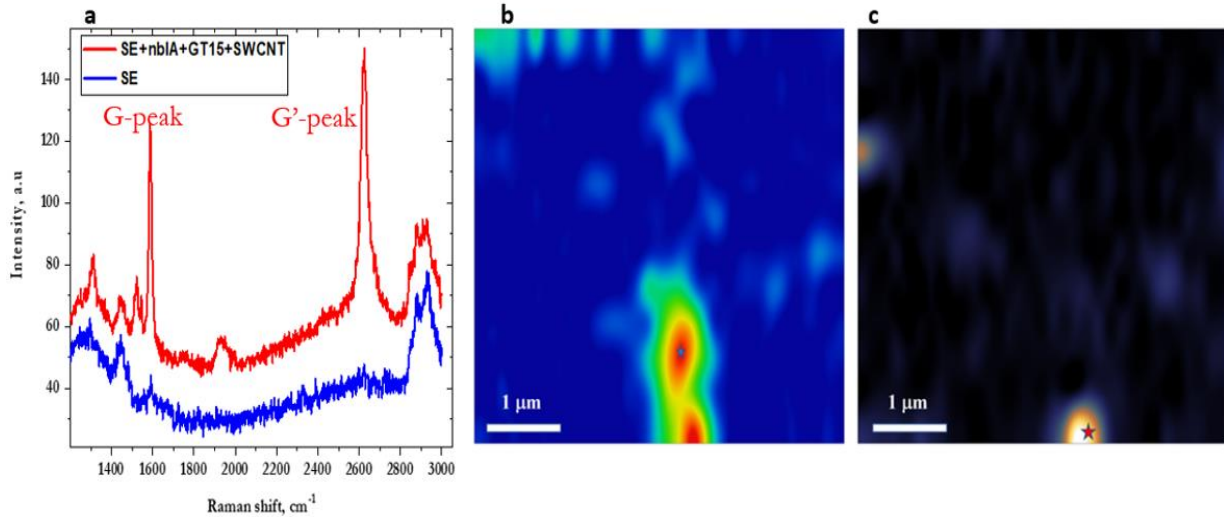 a
b
c
SE+nblA+GT15+SWCNT
SE
G-peak
G’-peak
140
120
100
80
60
40
Intensity, a.u
1400 1600 1800 2000 2200 2400 2600 2800 3000
Raman shift, cm-1
1 μm
1 μm